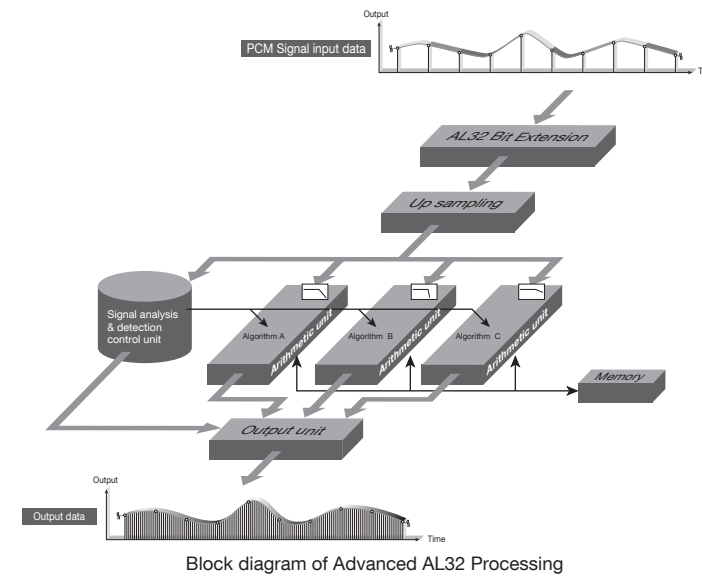 Output
PCM Signal input data
T
AL32 Bit Extension
Up sampling
Signal analysis
& detection
control unit
Algorithm A
Arithmetic unit
Algorithm B
Arithmetic unit
Algorithm C
Arithmetic unit
Memory
Output unit
Output
Output data
Time
Block diagram of Advanced AL32 Processing